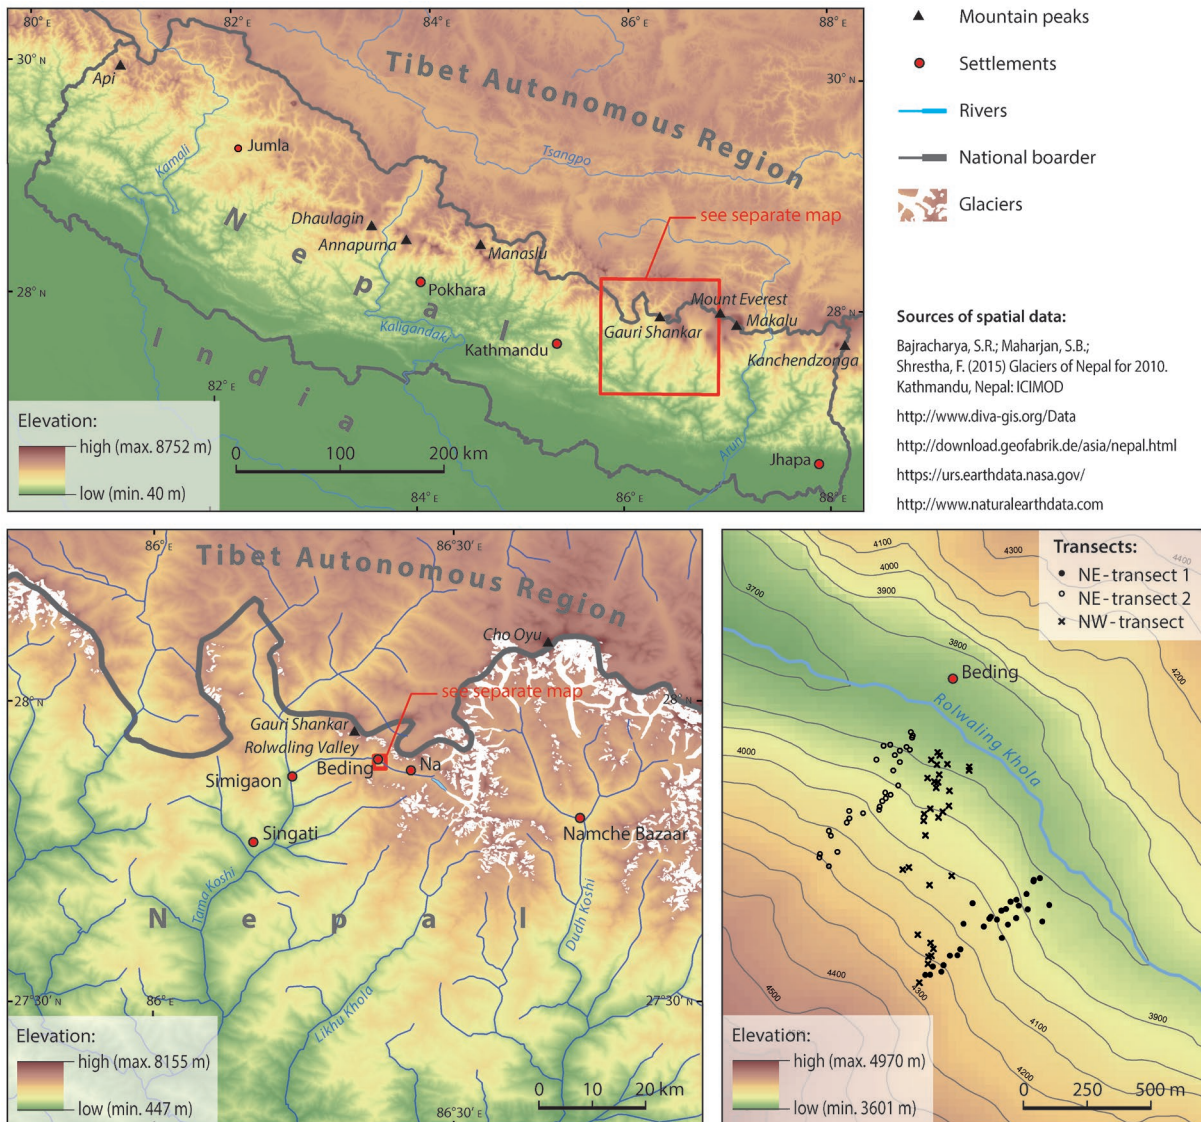 80° E
82° E
84° E
86° E
88° E
30° N
30° N
Api
Tibet Autonomous Region
Kamali
Jumla
Tsangpo
Dhaulagin
Annapurna
Manaslu
see separate map
Nepal
Pokhara
28° N
28° N
Mount Everest
Gauri Shankar
Makalu
Kaligandaki
Kathmandu
Kanchendzonga
India
82° E
Arun
Jhapa
Elevation:
high (max. 8752 m)
low (min. 40 m)
0 100 200 km
84° E
86° E
88° E
Mountain peaks
Settlements
Rivers
National boarder
Glaciers
Sources of spatial data:
Bajracharya, S.R.; Maharjan, S.B.;
Shrestha, F. (2015) Glaciers of Nepal for 2010.
Kathmandu, Nepal: ICIMOD
http://www.diva-gis.org/Data
http://download.geofabrik.de/asia/nepal.html
https://urs.earthdata.nasa.gov/
http://www.naturalearthdata.com
86° E
86°30' E
Tibet Autonomous Region
Cho Oyu
see separate map
28° N
28° N
Gauri Shankar
Rolwaling Valley
Beding
Na
Simigaon
Singati
Namche Bazaar
Tama Koshi
Nepal
Dudh Koshi
27°30' N
86° E
27°30' N
Likhu Khola
Elevation:
high (max. 8155 m)
low (min. 447 m)
86°30' E
0 10 20 km
Transects:
NE-transect 1
NE-transect 2
NW-transect
4100
4000
3900
4300
4400
3700
3800
4200
Beding
Rolwaling Khola
4000
4100
4200
4400
4300
4500
3900
4100
4200
Elevation:
high (max. 4970 m)
low (min. 3601 m)
0 250 500 m